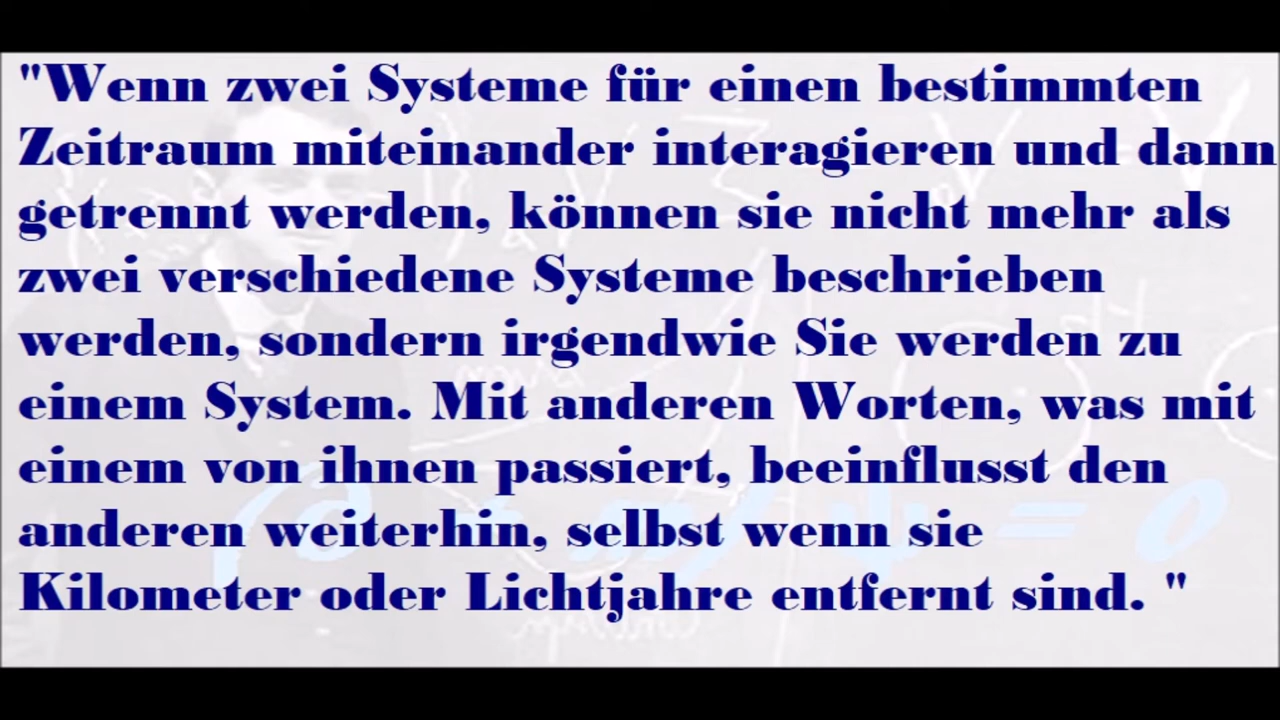 "Wenn zwei Systeme für einen bestimmten
Zeitraum miteinander interagieren und dann
getrennt werden, können sie nicht mehr als
zwei verschiedene Systeme beschrieben
werden, sondern irgendwie Sie werden zu
einem System. Mit anderen Worten, was mit
einem von ihnen passiert, beeinflusst den
anderen weiterhin, selbst wenn sie
Kilometer oder Lichtjahre entfernt sind. "